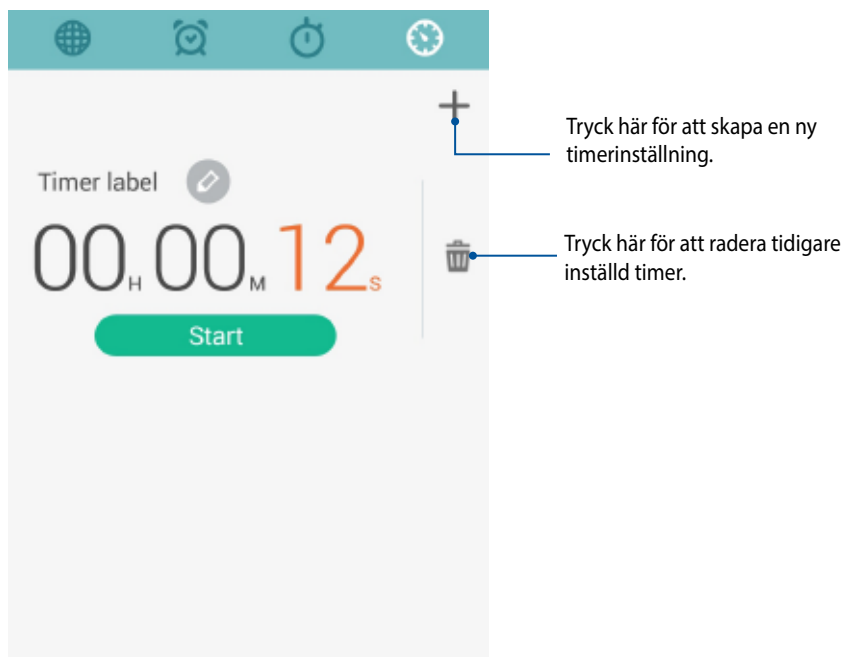 Tryck här för att skapa en ny
timerinställning.
Timer label
00H 00M 12S
Tryck här för att radera tidigare
inställd timer.
Start